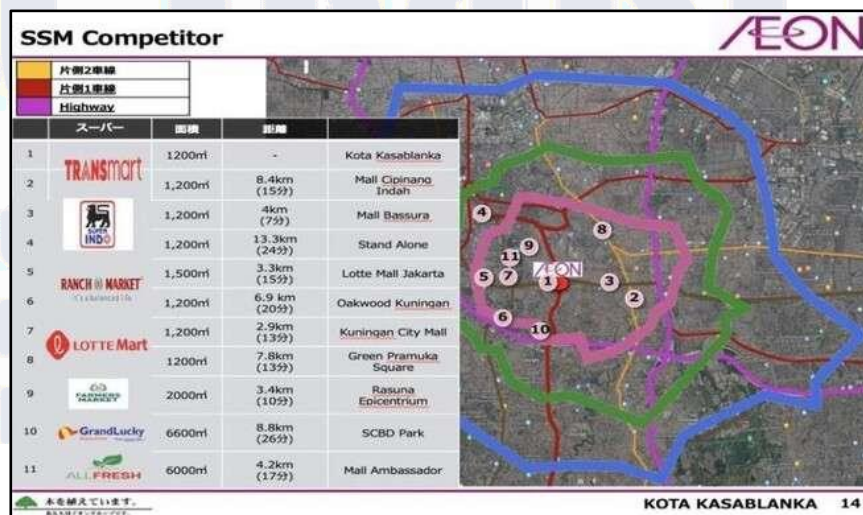 SSM Competitor
ÆON
片側2車線
片側1車線
Highway
スーパー 面積 距離
1 TRANSmart 1200㎡ - Kota Kasablanka
2 1,200㎡ 8.4km (15分) Mall Cipinang Indah
3 SUPER INDO 1,200㎡ 4km (7分) Mall Bassura
4 1,200㎡ 13.3km (24分) Stand Alone
5 RANCH MARKET 1,500㎡ 3.3km (15分) Lotte Mall Jakarta
6 1,200㎡ 6.9 km (20分) Oakwood Kuningan
7 LOTTE Mart 1,200㎡ 2.9km (13分) Kuningan City Mall
8 1200㎡ 7.8km (13分) Green Pramuka Square
9 FARMERS MARKET 2000㎡ 3.4km (10分) Rasuna Epicentrium
10 GrandLucky 6600㎡ 8.8km (26分) SCBD Park
11 ALLFRESH 6000㎡ 4.2km (17分) Mall Ambassador
4
8
9
11
ÆON
5 7 1 3
2
6
10
木を植えています。
KOTA KASABLANKA 14